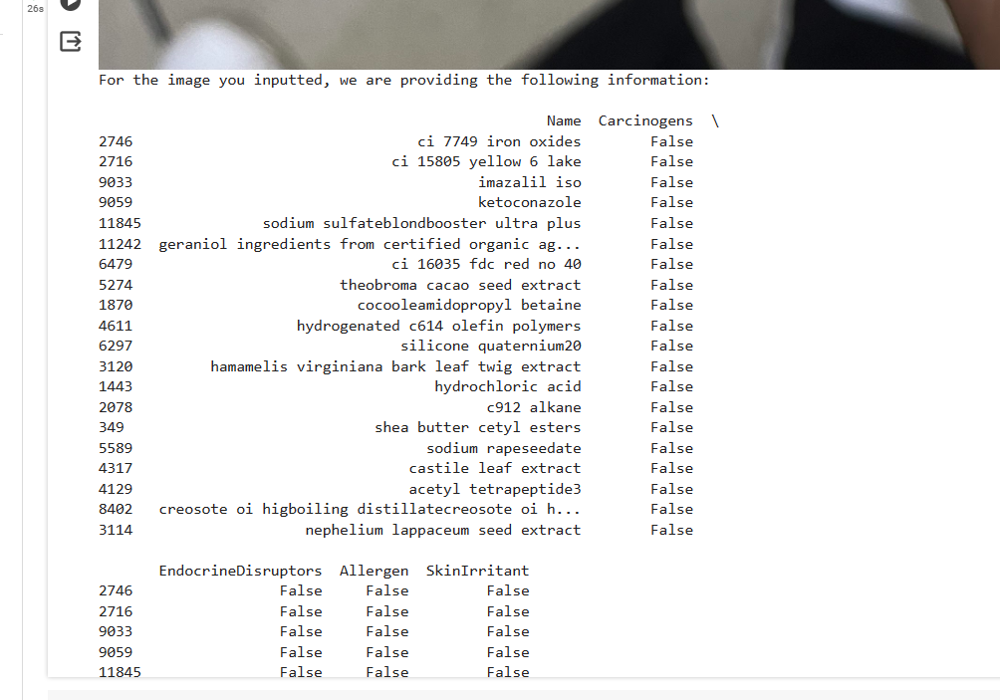 26s
For the image you inputted, we are providing the following information:
Name Carcinogens \
2746 ci 7749 iron oxides False
2716 ci 15805 yellow 6 lake False
9033 imazalil iso False
9059 ketoconazole False
11845 sodium sulfateblondbooster ultra plus False
11242 geraniol ingredients from certified organic ag... False
6479 ci 16035 fdc red no 40 False
5274 theobroma cacao seed extract False
1870 cocooleamidopropyl betaine False
4611 hydrogenated c614 olefin polymers False
6297 silicone quaternium20 False
3120 hamamelis virginiana bark leaf twig extract False
1443 hydrochloric acid False
2078 c912 alkane False
349 shea butter cetyl esters False
5589 sodium rapeseedate False
4317 castile leaf extract False
4129 acetyl tetrapeptide3 False
8402 creosote oi higboiling distillatecreosote oi h... False
3114 nephelium lappaceum seed extract False
EndocrineDisruptors Allergen SkinIrritant
2746 False False False
2716 False False False
9033 False False False
9059 False False False
11845 False False False